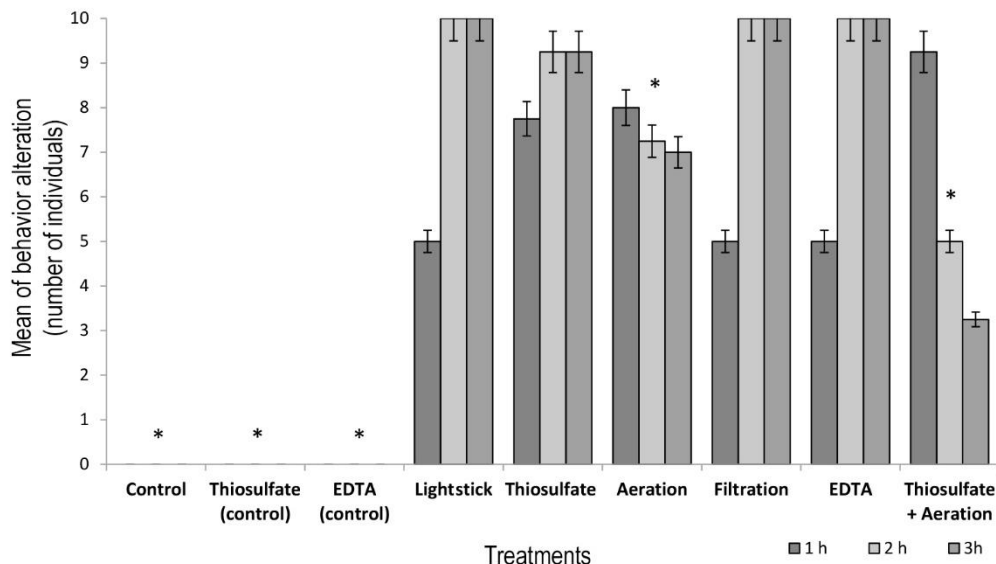 Mean of behavior alteration
(number of individuals)
10
9
8
7
6
5
4
3
2
1
0
*
*
*
*
*
Control
Thiosulfate
(control)
EDTA
(control)
Lightstick
Thiosulfate
Aeration
Filtration
EDTA
Thiosulfate
+ Aeration
Treatments
1 h
2 h
3h